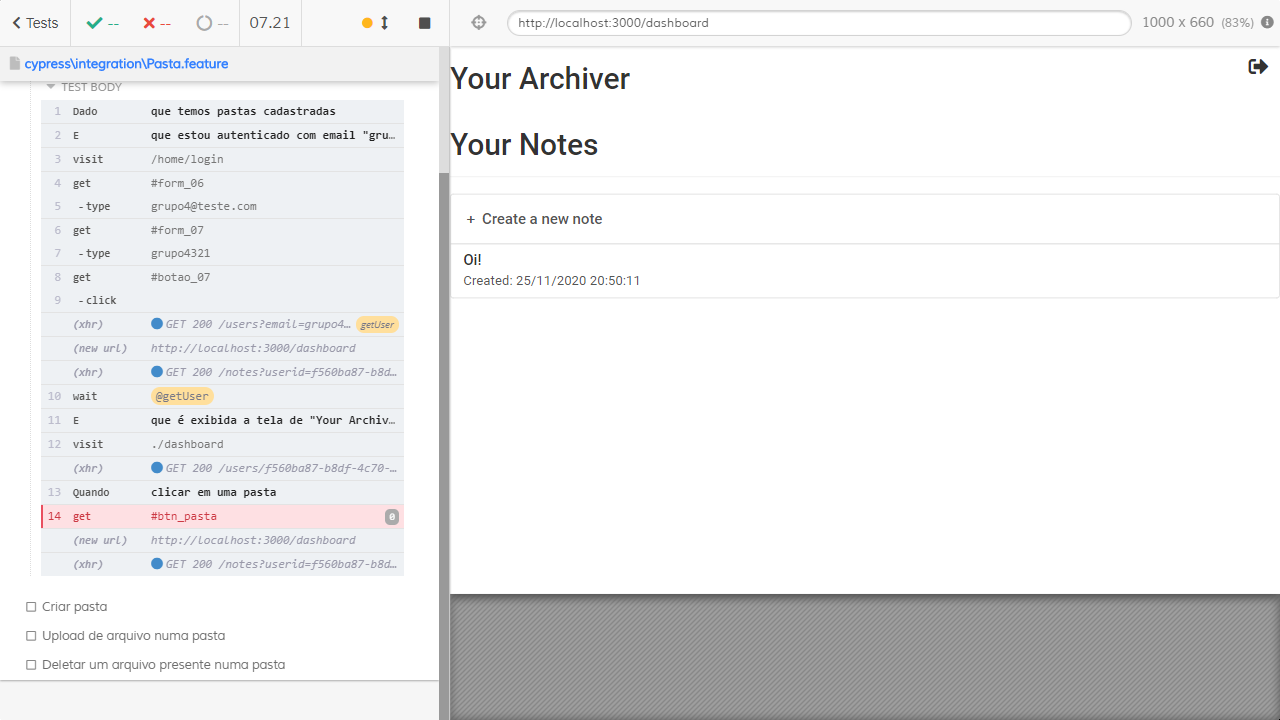 Tests
--
--
--
07.21
http://localhost:3000/dashboard
1000 x 660 (83%)
cypress\integration\Pasta.feature
TEST BODY
1 Dado que temos pastas cadastradas
2 E que estou autenticado com email "gru…
3 visit /home/login
4 get #form_06
5 -type grupo4@teste.com
6 get #form_07
7 -type grupo4321
8 get #botao_07
9 -click
(xhr) GET 200 /users?email=grupo4… getUser
(new url) http://localhost:3000/dashboard
(xhr) GET 200 /notes?userid=f560ba87-b8d…
10 wait @getUser
11 E que é exibida a tela de "Your Archiv…
12 visit ./dashboard
(xhr) GET 200 /users/f560ba87-b8df-4c70-…
13 Quando clicar em uma pasta
14 get #btn_pasta 0
(new url) http://localhost:3000/dashboard
(xhr) GET 200 /notes?userid=f560ba87-b8d…
Criar pasta
Upload de arquivo numa pasta
Deletar um arquivo presente numa pasta
Your Archiver
Your Notes
+ Create a new note
Oi!
Created: 25/11/2020 20:50:11